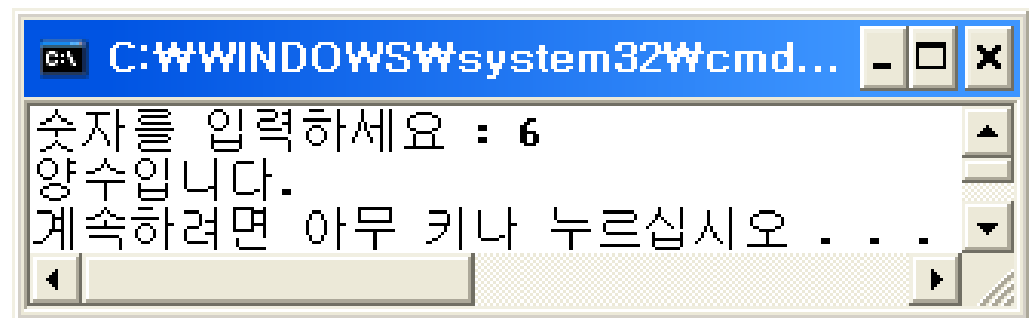 C:₩WINDOWS₩system32₩cmd...
숫자를 입력하세요 : 6
양수입니다.
계속하려면 아무 키나 누르십시오 . . .